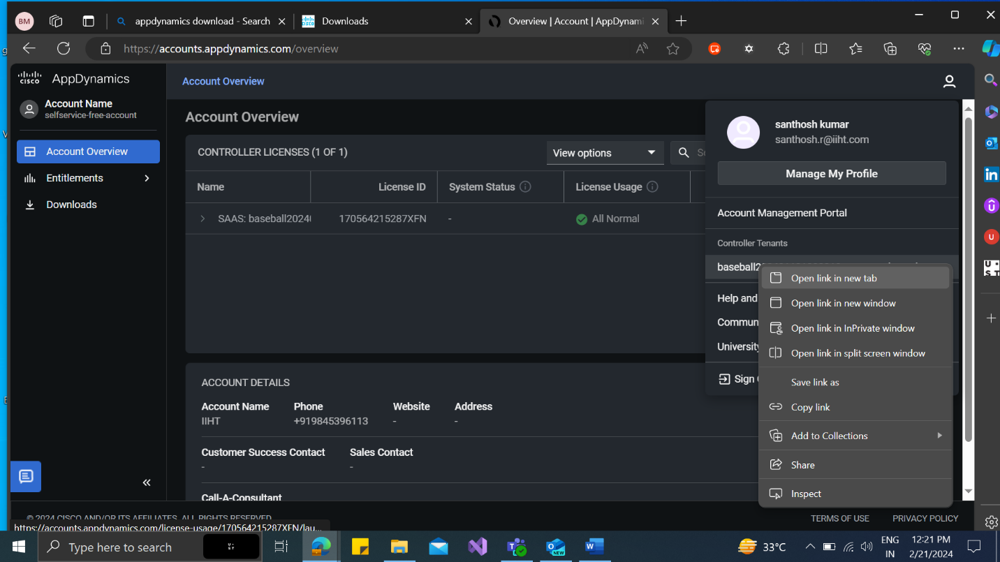 BM
appdynamics download - Search
Downloads
Overview | Account | AppDynami
https://accounts.appdynamics.com/overview
CISCO AppDynamics
Account Overview
Account Name
selfservice-free-account
Account Overview
Entitlements
Downloads
Account Overview
CONTROLLER LICENSES (1 OF 1)
View options
Name License ID System Status License Usage
SAAS: baseball2024 170564215287XFN - All Normal
santhosh kumar
santhosh.r@iiht.com
Manage My Profile
Account Management Portal
Controller Tenants
baseball2
Help and
Commun
University
Sign
Open link in new tab
Open link in new window
Open link in InPrivate window
Open link in split screen window
Save link as
Copy link
Add to Collections
Share
Inspect
ACCOUNT DETAILS
Account Name Phone Website Address
IIHT +919845396113 - -
Customer Success Contact Sales Contact
- -
Call-A-Consultant
© 2024 CISCO AND/OR ITS AFFILIATES. ALL RIGHTS RESERVED.
TERMS OF USE PRIVACY POLICY
https://accounts.appdynamics.com/license-usage/170564215287XFN/lau...
Type here to search
NEW
33°C
ENG
IN
12:21 PM
2/21/2024